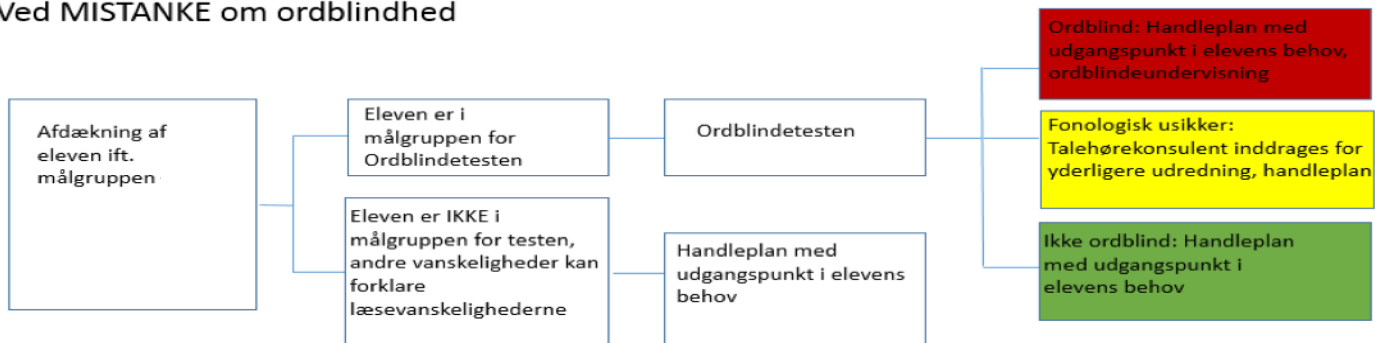 Ved MISTANKE om ordblindhed
Afdækning af
eleven ift.
målgruppen
Eleven er i
målgruppen for
Ordblindetesten
Eleven er IKKE i
målgruppen for testen,
andre vanskeligheder kan
forklare
læsevanskelighederne
Ordblindetesten
Handleplan med
udgangspunkt i elevens
behov
Ordblind: Handleplan med
udgangspunkt i elevens behov,
ordblindeundervisning
Fonologisk usikker:
Talehørekonsulent inddrages for
yderligere udredning, handleplan
Ikke ordblind: Handleplan
med udgangspunkt i
elevens behov